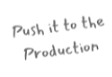 Push it to the
Production